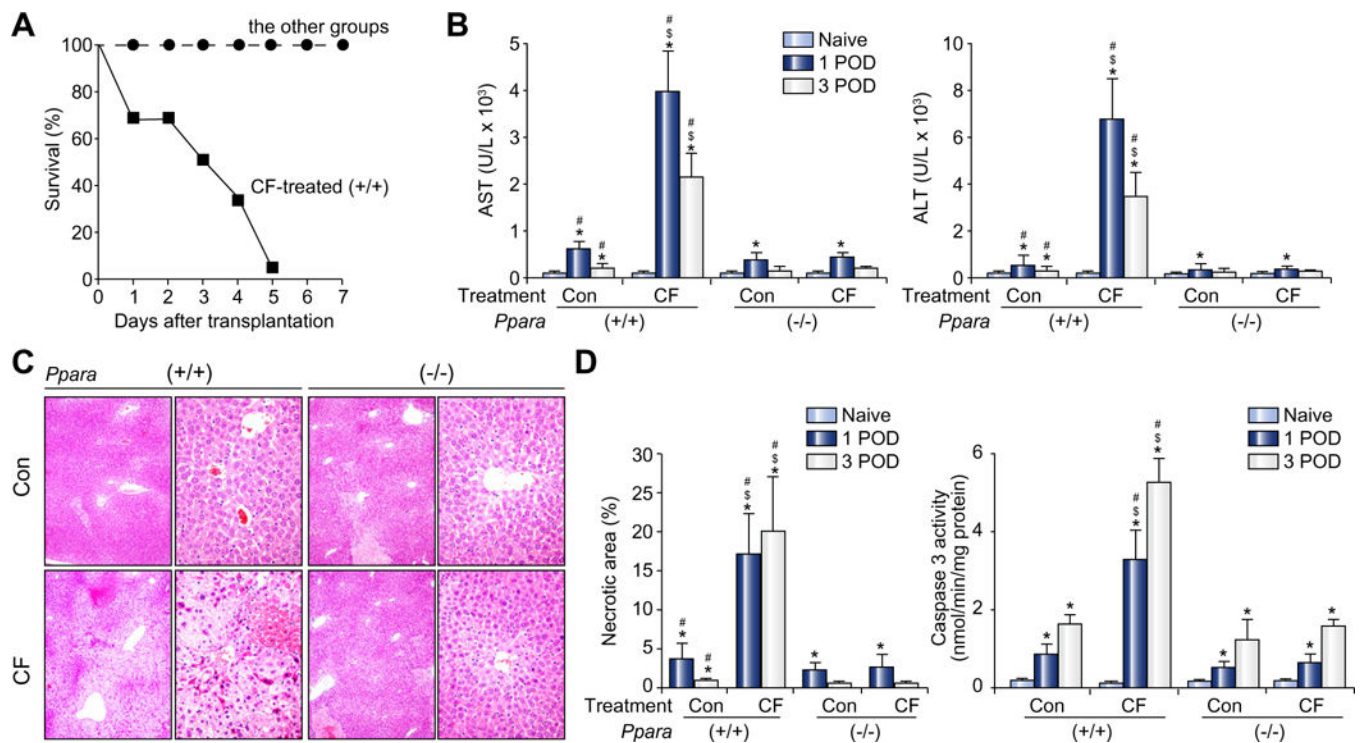 A
the other groups
100
80
60
40
20
0
Survival (%)
CF-treated (+/+)
0 1 2 3 4 5 6 7
Days after transplantation
B
Naive
1 POD
3 POD
AST (U/L x 10³)
5
4
3
2
1
0
# * # *
# $ * # $ *
* *
Treatment Con CF Con CF
Ppara (+/+) (-/-)
ALT (U/L x 10³)
10
8
6
4
2
0
# * # *
# $ * # $ *
* *
Treatment Con CF Con CF
Ppara (+/+) (-/-)
C
Ppara (+/+) (-/-)
Con
CF
D
Naive
1 POD
3 POD
Necrotic area (%)
30
25
20
15
10
5
0
# * # *
# $ * # $ *
* *
Treatment Con CF Con CF
Ppara (+/+) (-/-)
Naive
1 POD
3 POD
Caspase 3 activity
(nmol/min/mg protein)
6
4
2
0
* *
# $ * # $ *
* * * *
Con CF Con CF
(+/+) (-/-)